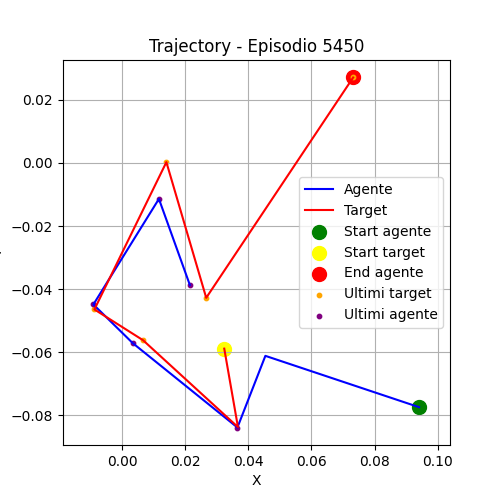 Trajectory - Episodio 5450
0.02
0.00
−0.02
−0.04
−0.06
−0.08
Agente
Target
Start agente
Start target
End agente
Ultimi target
Ultimi agente
0.00
0.02
0.04
0.06
0.08
0.10
X